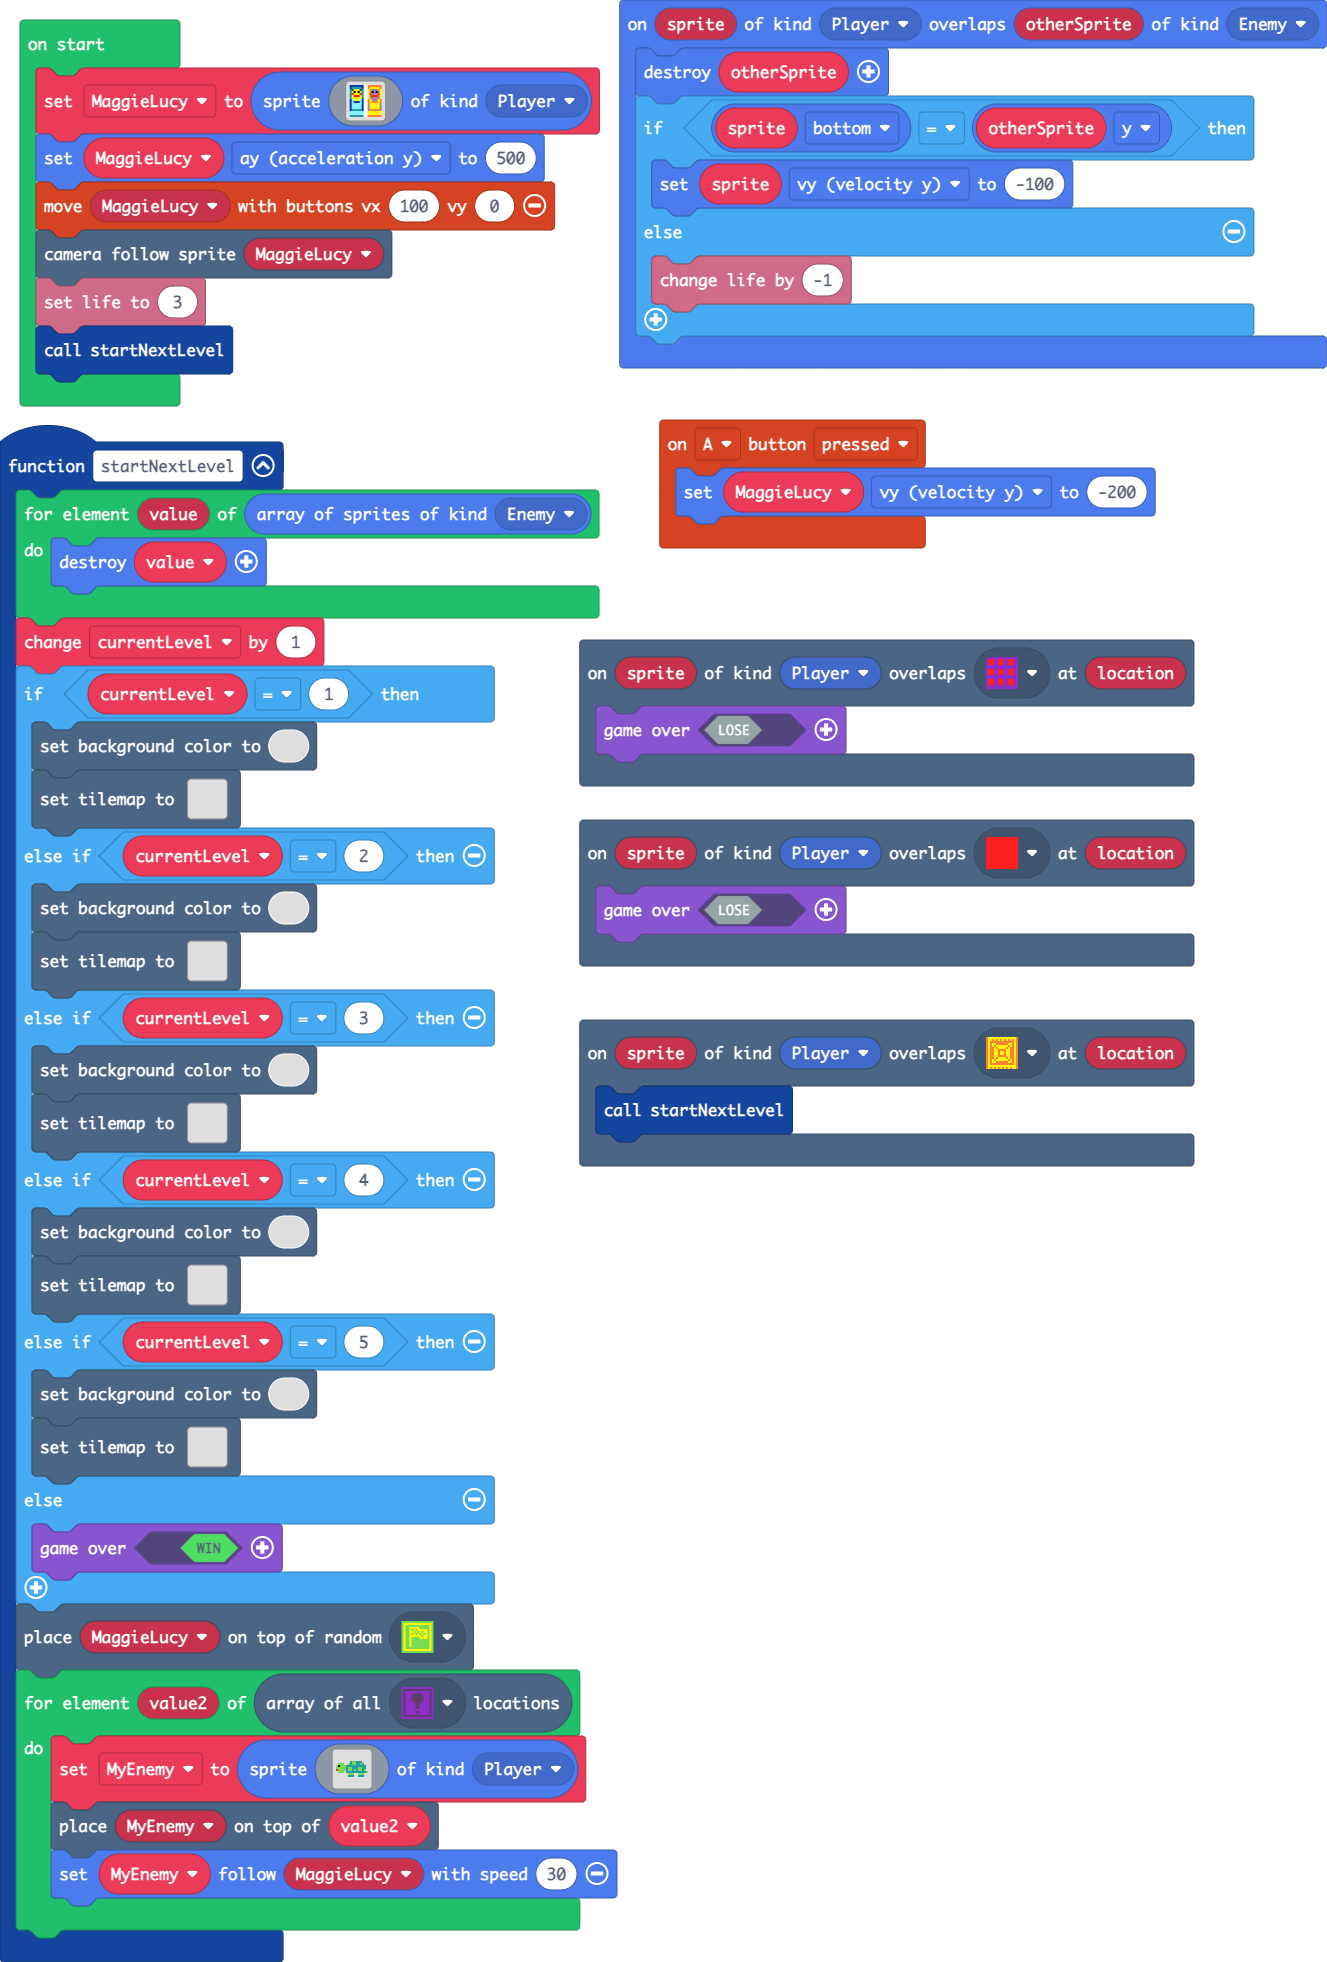 on start
set MaggieLucy to sprite of kind Player
set MaggieLucy ay (acceleration y) to 500
move MaggieLucy with buttons vx 100 vy 0
camera follow sprite MaggieLucy
set life to 3
call startNextLevel
on sprite of kind Player overlaps otherSprite of kind Enemy
destroy otherSprite
if sprite bottom = otherSprite y then
set sprite vy (velocity y) to -100
else
change life by -1
function startNextLevel
for element value of array of sprites of kind Enemy
do
destroy value
change currentLevel by 1
if currentLevel = 1 then
set background color to
set tilemap to
else if currentLevel = 2 then
set background color to
set tilemap to
else if currentLevel = 3 then
set background color to
set tilemap to
else if currentLevel = 4 then
set background color to
set tilemap to
else if currentLevel = 5 then
set background color to
set tilemap to
else
game over WIN
place MaggieLucy on top of random
for element value2 of array of all locations
do
set MyEnemy to sprite of kind Player
place MyEnemy on top of value2
set MyEnemy follow MaggieLucy with speed 30
on A button pressed
set MaggieLucy vy (velocity y) to -200
on sprite of kind Player overlaps at location
game over LOSE
on sprite of kind Player overlaps at location
game over LOSE
on sprite of kind Player overlaps at location
call startNextLevel